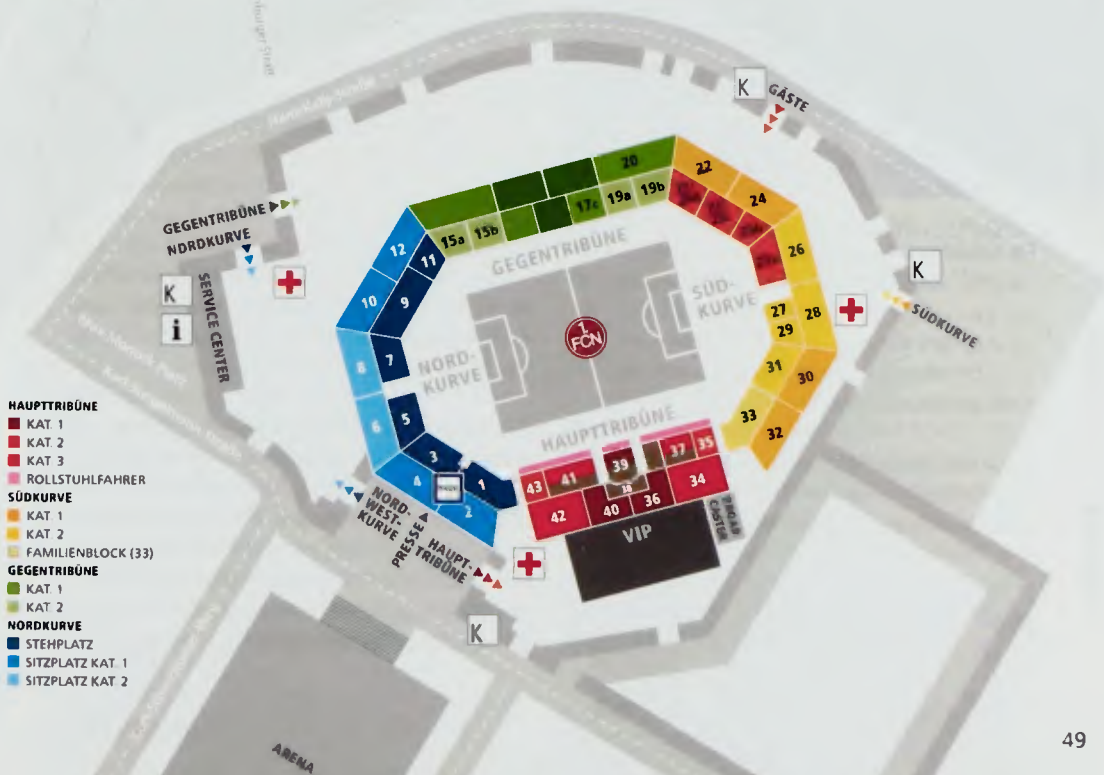 K
GÄSTE
GEGENTRIBÜNE
NORDKURVE
K
i
SERVICE CENTER
20
22
24
19b
19a
17c
15b
15a
12
11
10
9
8
7
6
5
4
3
2
1
26
27
28
29
30
31
32
33
GEGENTRIBÜNE
SÜD-
KURVE
1.
FCN
NORD-
KURVE
HAUPTTRIBÜNE
K
SÜDKURVE
43
41
39
38
37
35
42
40
36
34
VIP
BROAD
CASTER
NORD-
WEST-
KURVE
PRESSE
HAUPT-
TRIBÜNE
K
ARENA
HAUPTTRIBÜNE
KAT. 1
KAT. 2
KAT. 3
ROLLSTUHLFAHRER
SÜDKURVE
KAT. 1
KAT. 2
FAMILIENBLOCK (33)
GEGENTRIBÜNE
KAT. 1
KAT. 2
NORDKURVE
STEHPLATZ
SITZPLATZ KAT. 1
SITZPLATZ KAT. 2
49